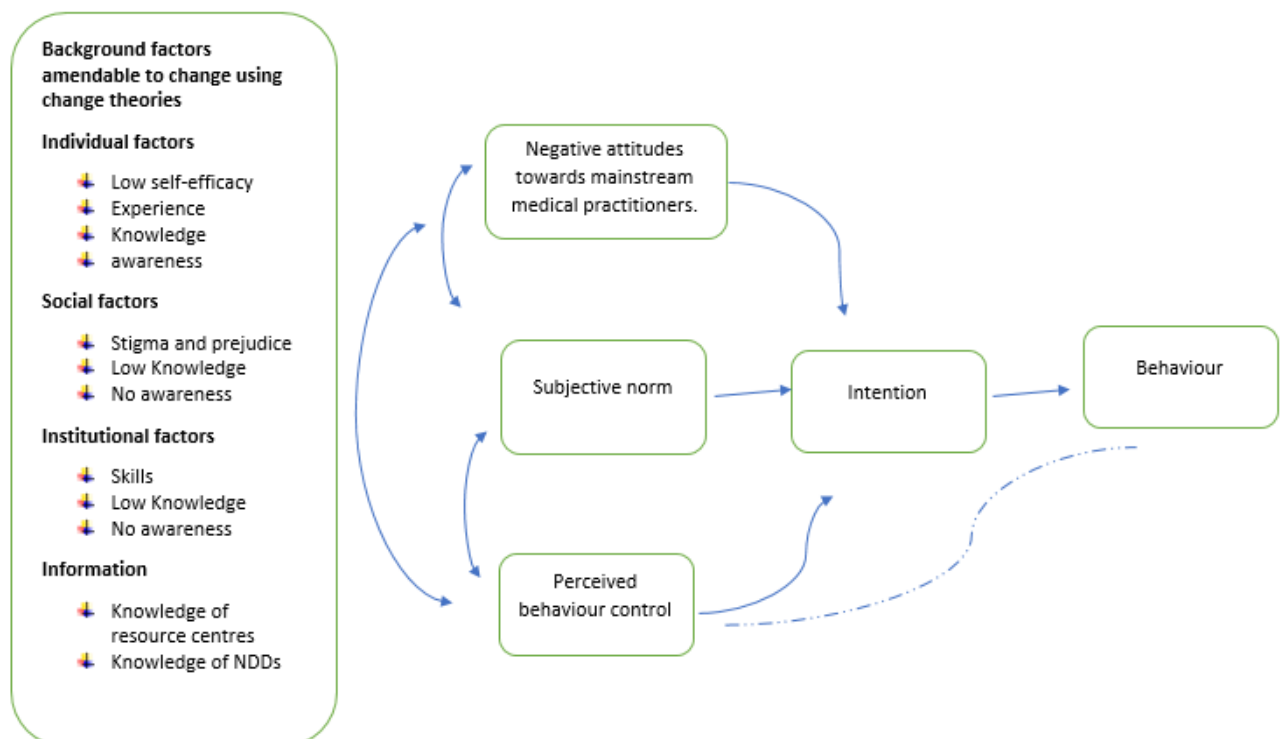 Background factors
amendable to change using
change theories
Individual factors
Low self-efficacy
Experience
Knowledge
awareness
Social factors
Stigma and prejudice
Low Knowledge
No awareness
Institutional factors
Skills
Low Knowledge
No awareness
Information
Knowledge of
resource centres
Knowledge of NDDs
Negative attitudes
towards mainstream
medical practitioners.
Subjective norm
Perceived
behaviour control
Intention
Behaviour